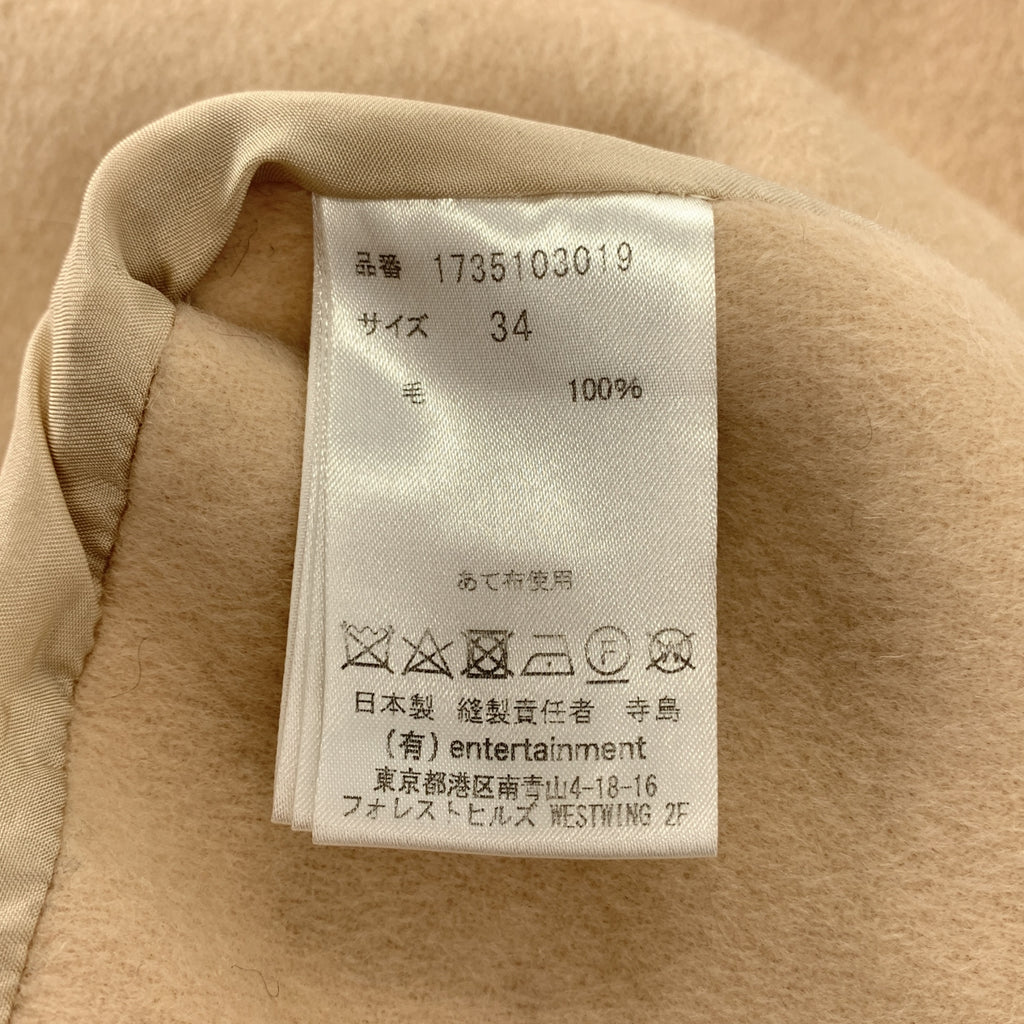 品番 1735103019
サイズ 34
毛 100%
あて布使用
F W
日本製 縫製責任者 寺島
(有) entertainment
東京都港区南青山4-18-16
フォレストヒルズ WESTWING 2F